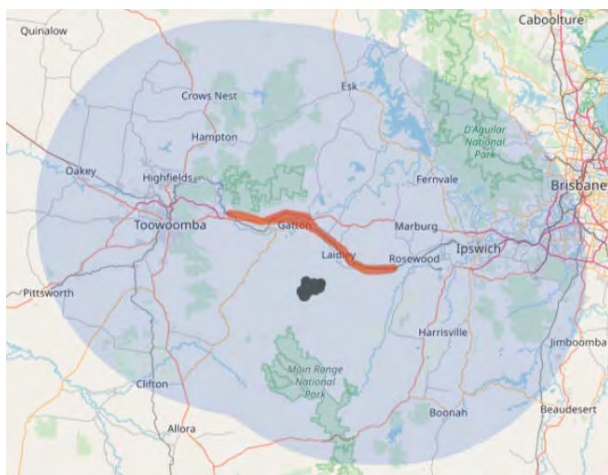 Caboolture
Quinalow
Esk
Crows Nest
Hampton
D'Aguilar
National
Park
Oakey
Highfields
Fernvale
Brisbane
Toowoomba
Gatton
Marburg
Ipswich
Laidley
Rosewood
Pittsworth
Harrisville
Jimboomba
Main Range
National
Park
Clifton
Boonah
Beaudesert
Allora